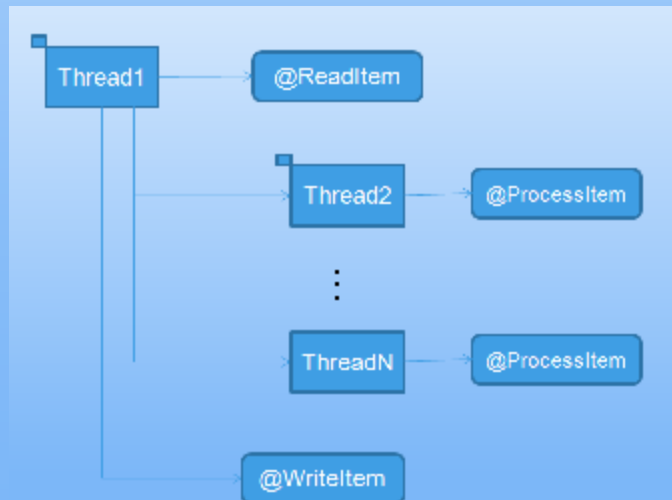 Thread1
@ReadItem
Thread2
@ProcessItem
ThreadN
@ProcessItem
@WriteItem